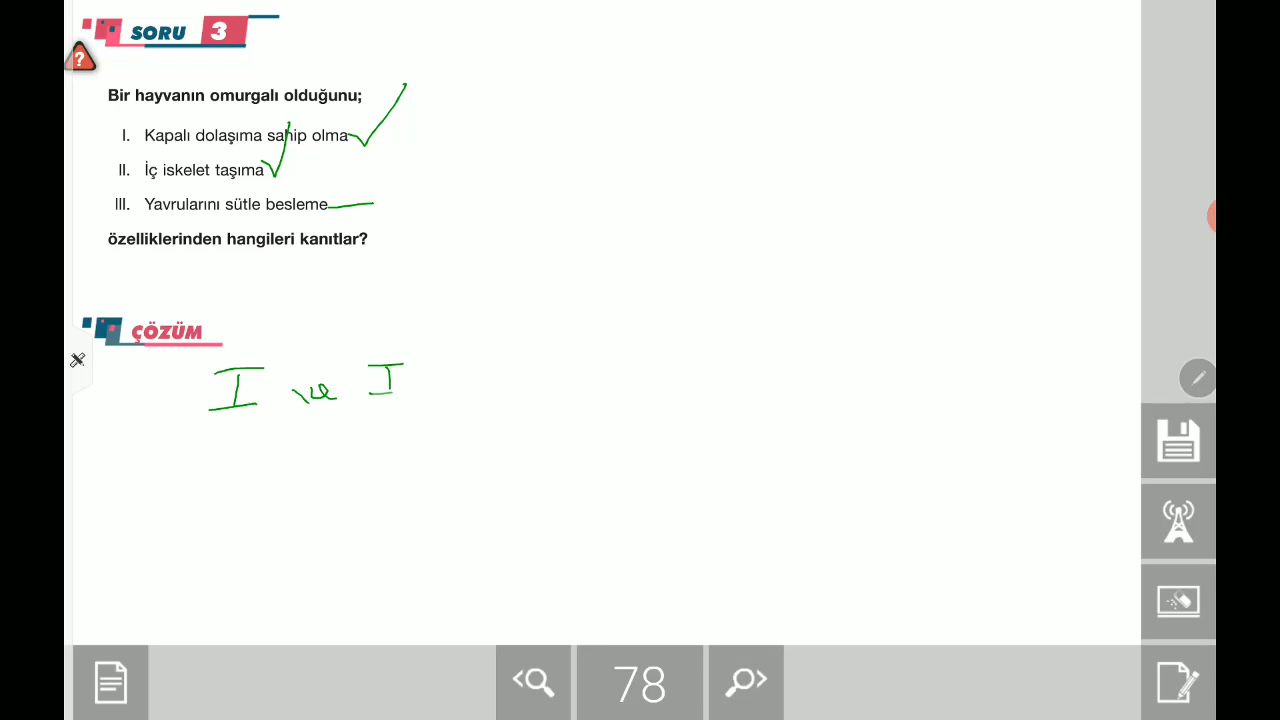 SORU 3
?
Bir hayvanın omurgalı olduğunu;
I. Kapalı dolaşıma sahip olma
II. İç iskelet taşıma
III. Yavrularını sütle besleme
özelliklerinden hangileri kanıtlar?
ÇÖZÜM
I ve I
78